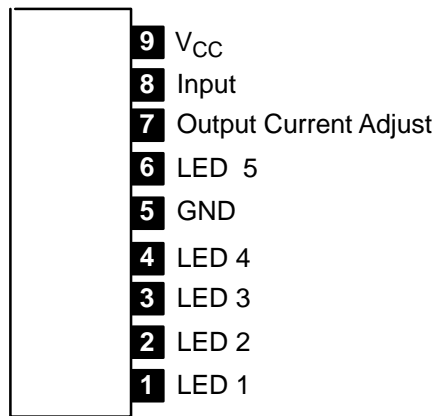 9 VCC
8 Input
7 Output Current Adjust
6 LED 5
5 GND
4 LED 4
3 LED 3
2 LED 2
1 LED 1